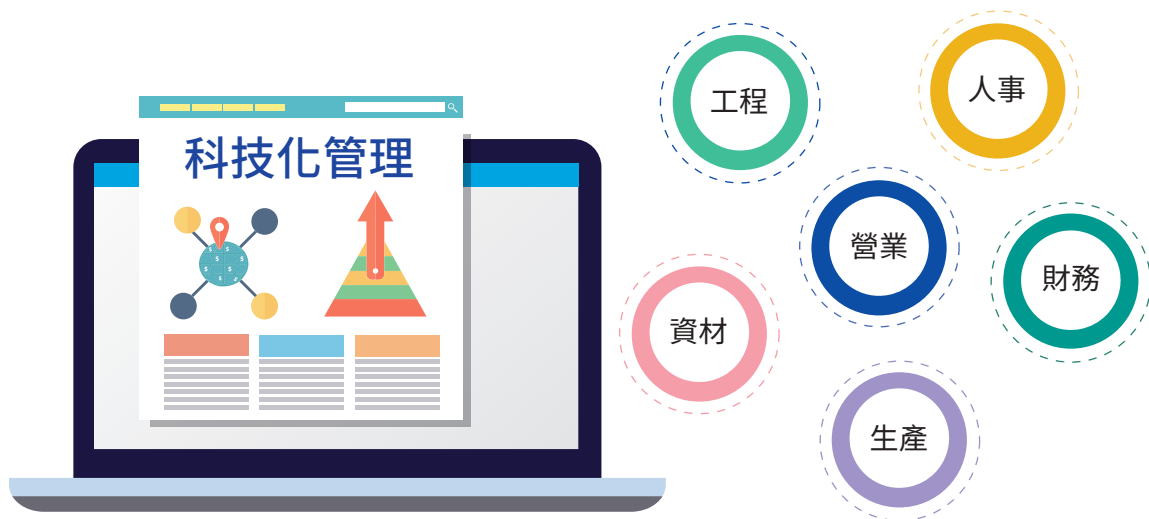 科技化管理
工程
人事
營業
財務
資材
生產